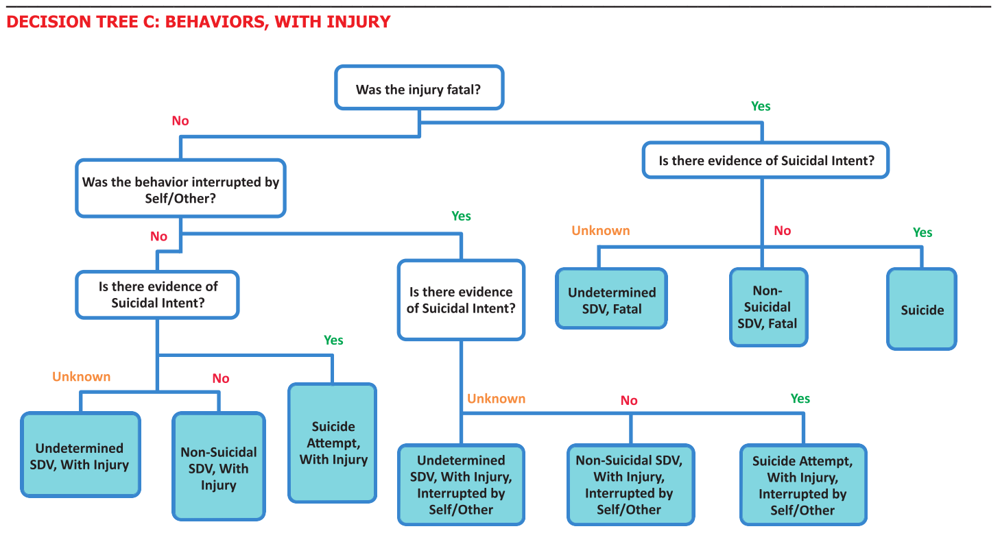 DECISION TREE C: BEHAVIORS, WITH INJURY
Was the injury fatal?
No
Yes
Was the behavior interrupted by
Self/Other?
Is there evidence of Suicidal Intent?
No
Yes
Unknown
No
Yes
Is there evidence of
Suicidal Intent?
Is there evidence
of Suicidal Intent?
Undetermined
SDV, Fatal
Non-
Suicidal
SDV, Fatal
Suicide
Unknown
No
Yes
Undetermined
SDV, With Injury
Non-Suicidal
SDV, With
Injury
Suicide
Attempt,
With Injury
Unknown
No
Yes
Undetermined
SDV, With Injury,
Interrupted by
Self/Other
Non-Suicidal SDV,
With Injury,
Interrupted by
Self/Other
Suicide Attempt,
With Injury,
Interrupted by
Self/Other